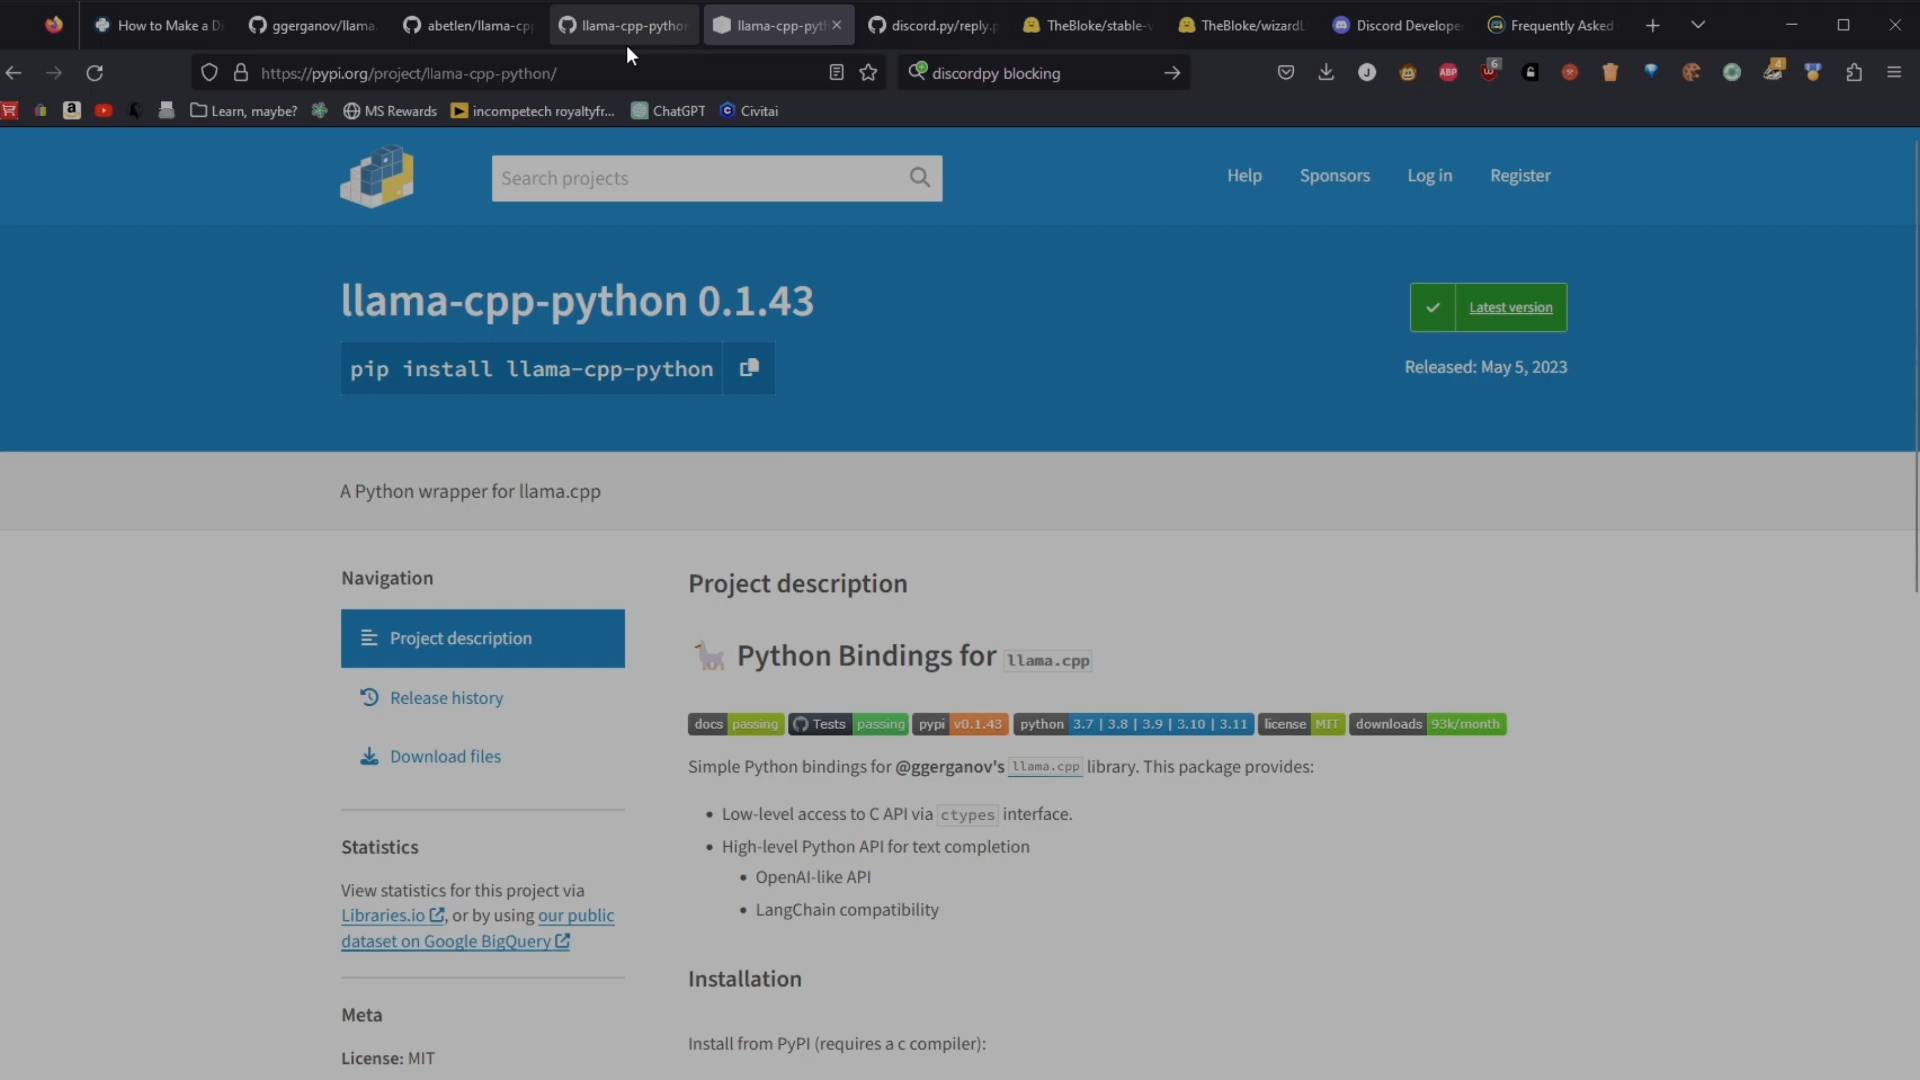 How to Make a Di
ggerganov/llama.
abetlen/llama-cpp
llama-cpp-python
llama-cpp-pyth
discord.py/reply.p
TheBloke/stable-v
TheBloke/wizardL
Discord Develope
Frequently Asked
https://pypi.org/project/llama-cpp-python/
discordpy blocking
J
ABP
6
4
a
Learn, maybe?
MS Rewards
incompetech royaltyfr...
ChatGPT
Civitai
Search projects
Help
Sponsors
Log in
Register
llama-cpp-python 0.1.43
Latest version
pip install llama-cpp-python
Released: May 5, 2023
A Python wrapper for llama.cpp
Navigation
Project description
Release history
Download files
Statistics
View statistics for this project via
Libraries.io, or by using our public
dataset on Google BigQuery
Meta
License: MIT
Project description
Python Bindings for llama.cpp
docs passing Tests passing pypi v0.1.43 python 3.7 | 3.8 | 3.9 | 3.10 | 3.11 license MIT downloads 93k/month
Simple Python bindings for @ggerganov's llama.cpp library. This package provides:
• Low-level access to C API via ctypes interface.
• High-level Python API for text completion
• OpenAI-like API
• LangChain compatibility
Installation
Install from PyPI (requires a c compiler):